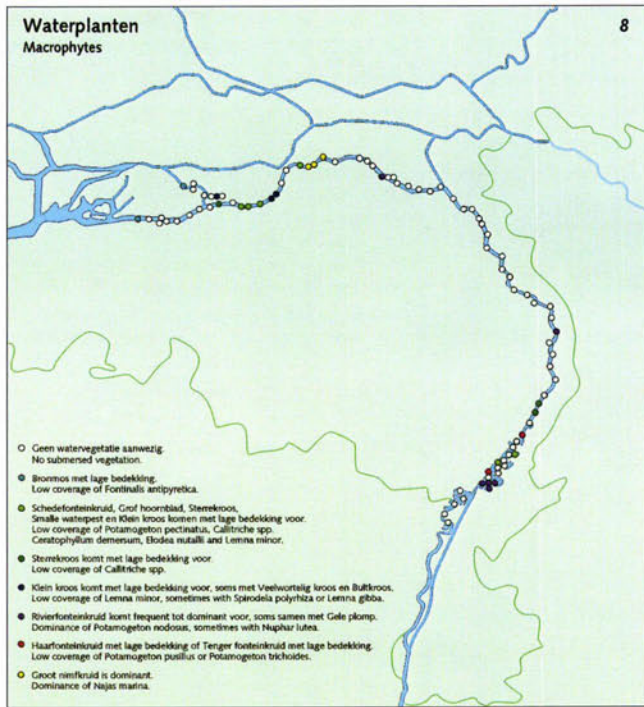 Waterplanten
8
Macrophytes
Geen watervegetatie aanwezig.
No submersed vegetation.
Bronmos met lage bedekking.
Low coverage of Fontinalis antipyretica.
Schedefonteinkruid, Grof hoornblad, Sterrekroos,
Smalle waterpest en Klein kroos komen met lage bedekking voor.
Low coverage of Potamogeton pectinatus, Callitriche spp.
Ceratophyllum demersum, Elodea nutallii and Lemna minor.
Sterrekroos komt met lage bedekking voor.
Low coverage of Callitriche spp.
Klein kroos komt met lage bedekking voor, soms met Veelwortelig kroos en Bultkroos.
Low coverage of Lemna minor, sometimes with Spirodela polyrhiza or Lemna gibba.
Rivierfonteinkruid komt frequent tot dominant voor, soms samen met Gele plomp.
Dominance of Potamogeton nodosus, sometimes with Nuphar lutea.
Haarfonteinkruid met lage bedekking of Tenger fonteinkruid met lage bedekking.
Low coverage of Potamogeton pusillus or Potamogeton trichoides.
Groot nimfkruid is dominant.
Dominance of Najas marina.